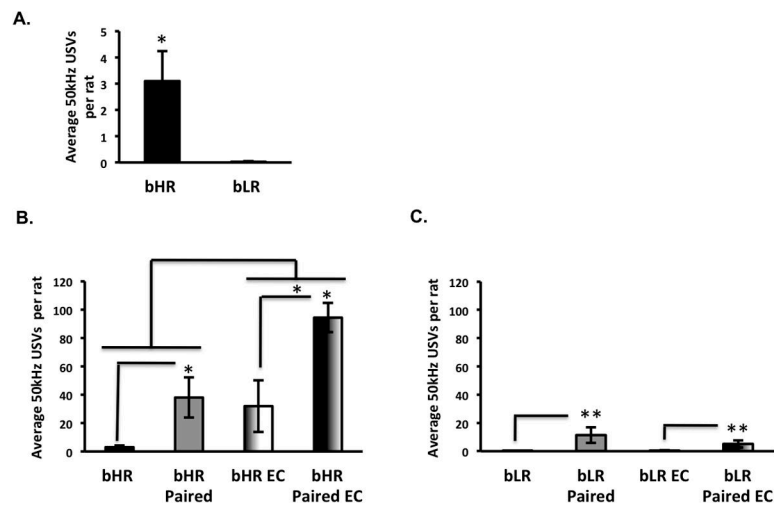 A.
Average 50kHz USVs
per rat
5
4
3
2
1
0
*
bHR
bLR
B.
Average 50kHz USVs per rat
120
100
80
60
40
20
0
*
*
*
bHR
bHR
Paired
bHR EC
bHR
Paired EC
C.
Average 50kHz USVs per rat
120
100
80
60
40
20
0
**
**
bLR
bLR
Paired
bLR EC
bLR
Paired EC